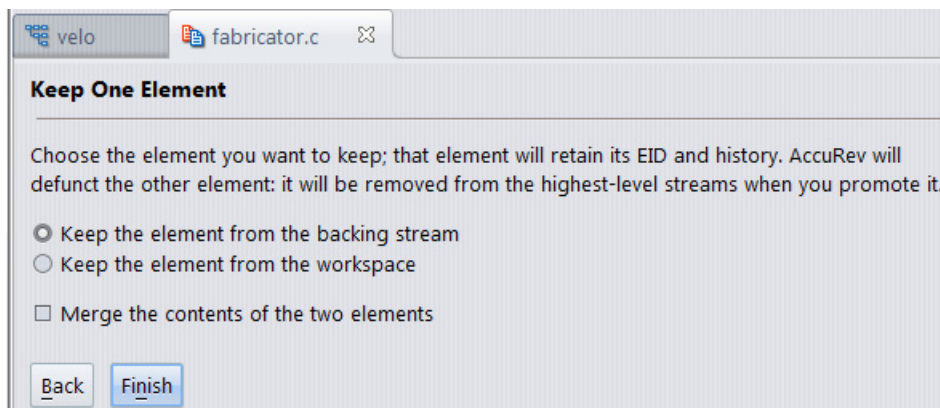 velo fabricator.c
Keep One Element
Choose the element you want to keep; that element will retain its EID and history. AccuRev will
defunct the other element: it will be removed from the highest-level streams when you promote it.
Keep the element from the backing stream
Keep the element from the workspace
Merge the contents of the two elements
Back Finish